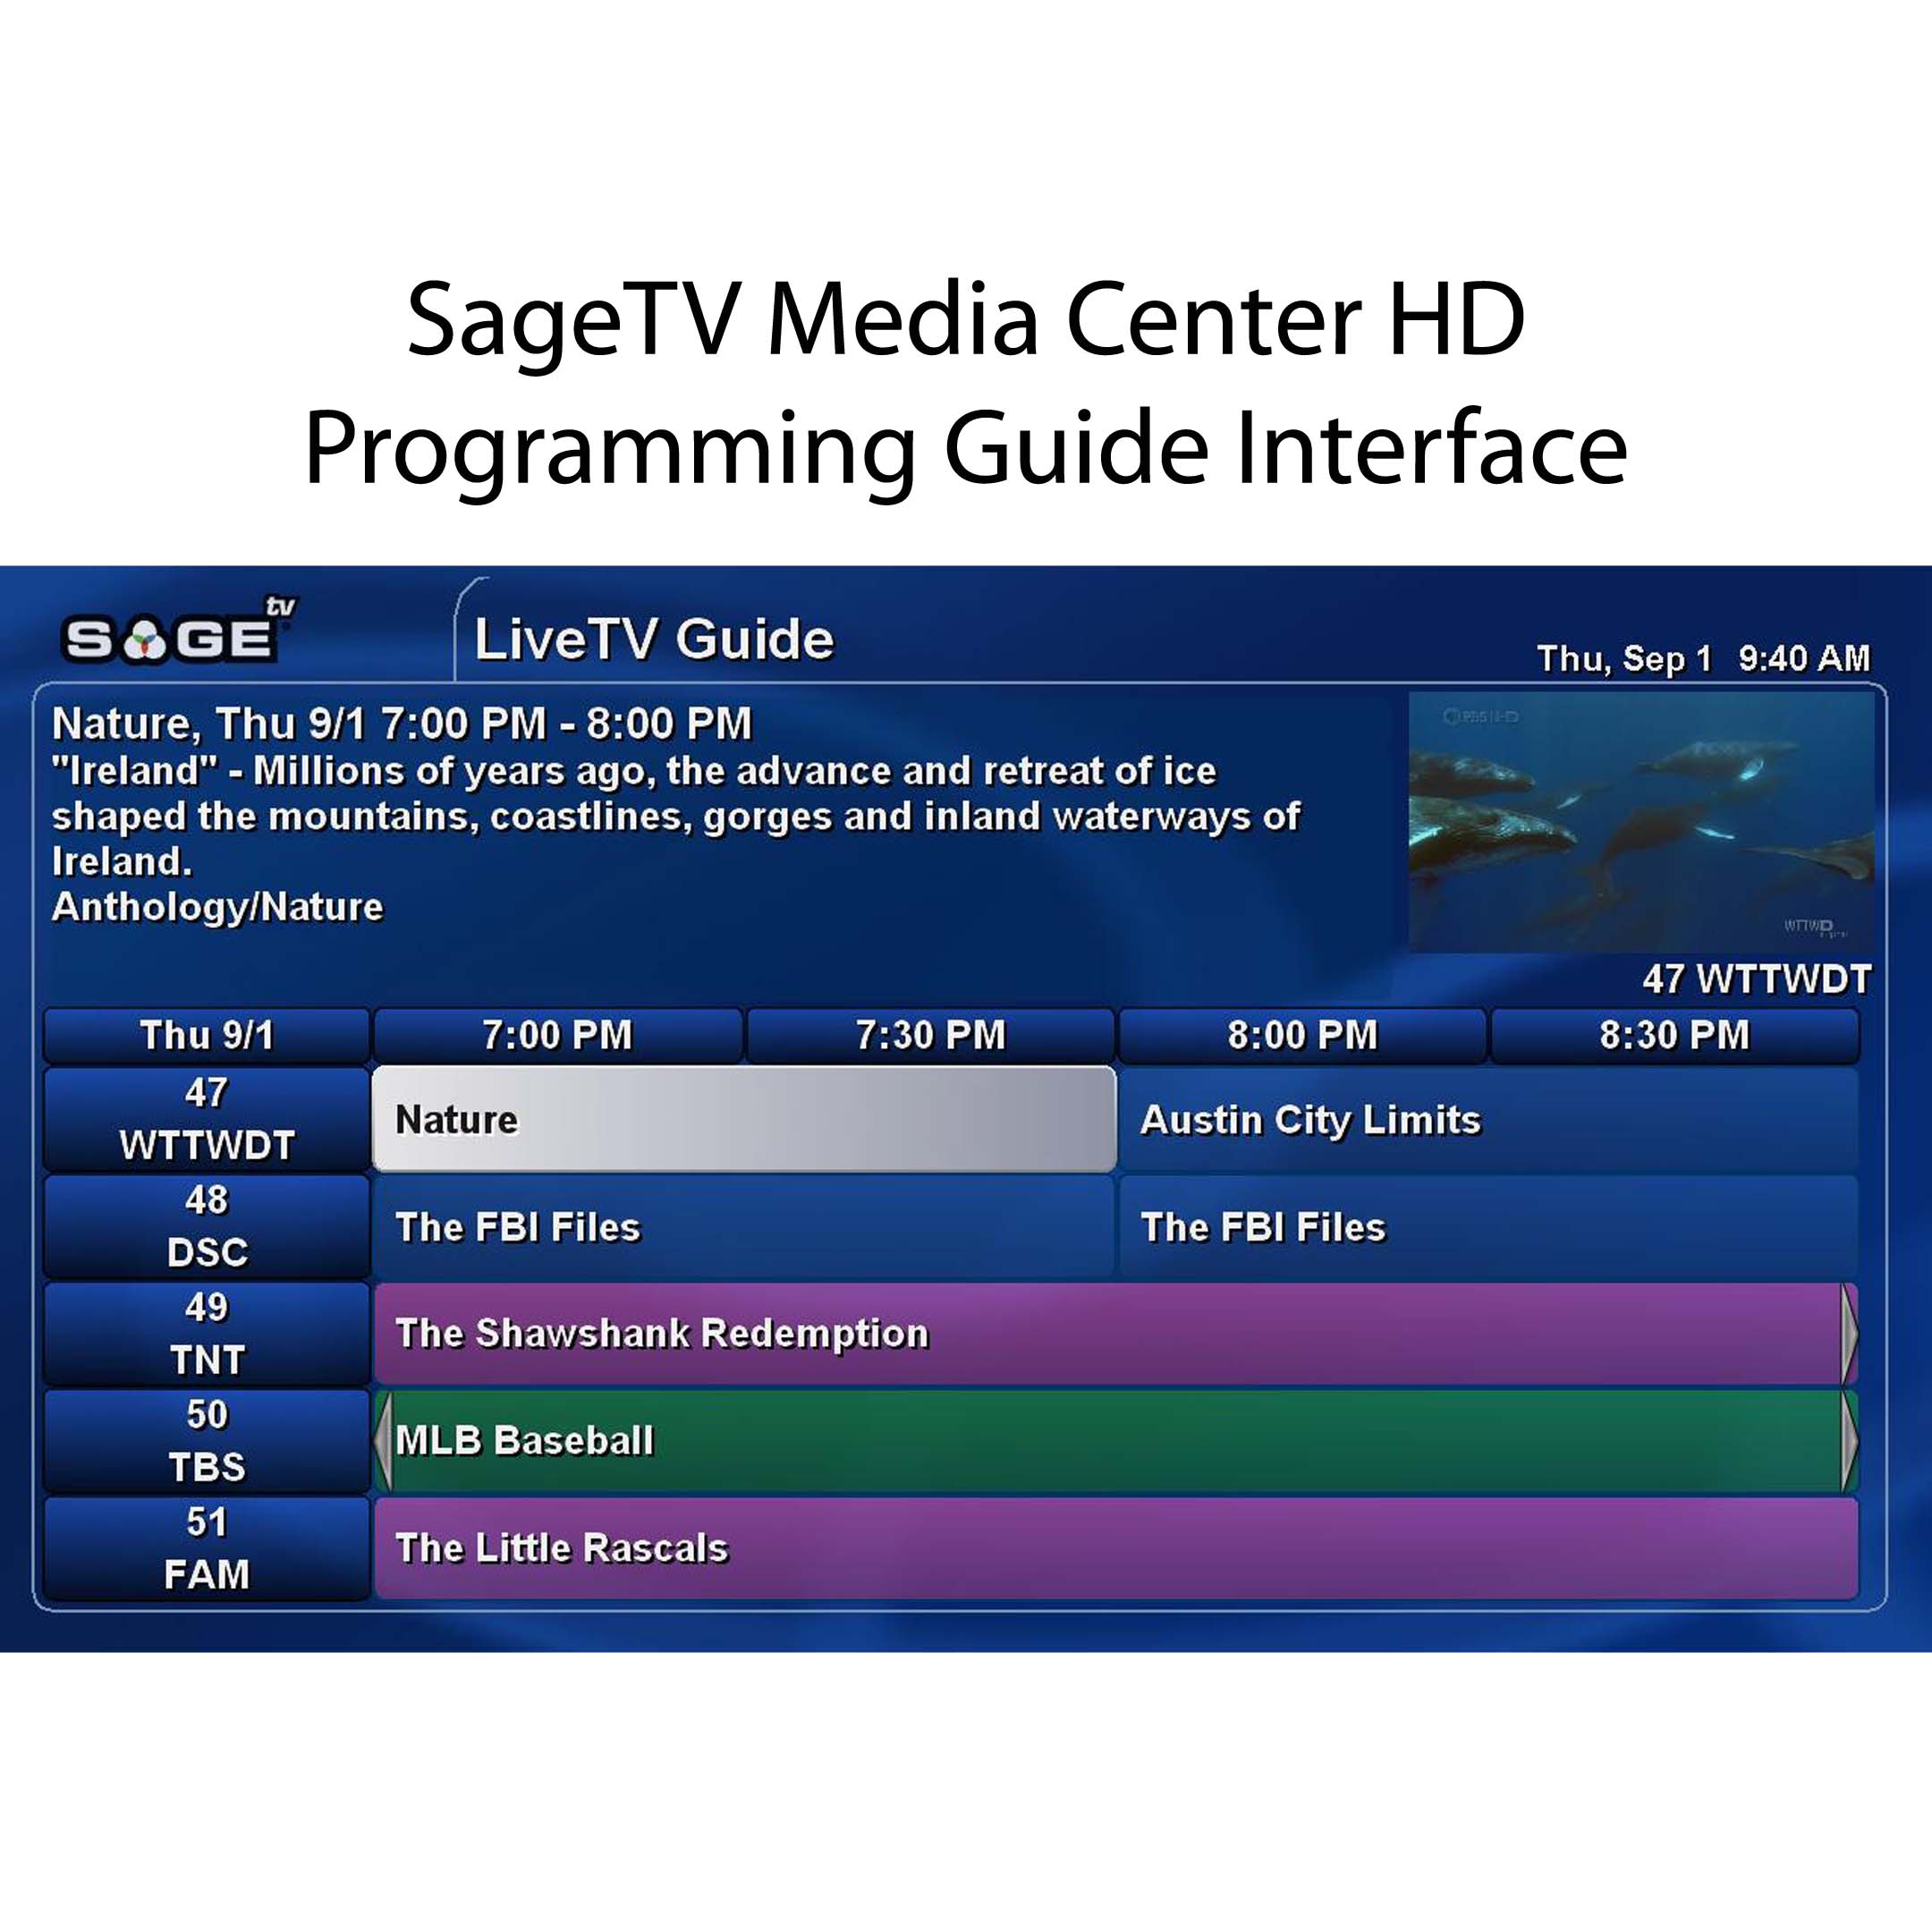 SageTV Media Center HD
Programming Guide Interface
SAGE tv
LiveTV Guide
Thu, Sep 1 9:40 AM
Nature, Thu 9/1 7:00 PM - 8:00 PM
"Ireland" - Millions of years ago, the advance and retreat of ice
shaped the mountains, coastlines, gorges and inland waterways of
Ireland.
Anthology/Nature
PBS HD
WTTWD
47 WTTWDT
Thu 9/1 7:00 PM 7:30 PM 8:00 PM 8:30 PM
47
WTTWDT
Nature
Austin City Limits
48
DSC
The FBI Files
The FBI Files
49
TNT
The Shawshank Redemption
50
TBS
MLB Baseball
51
FAM
The Little Rascals